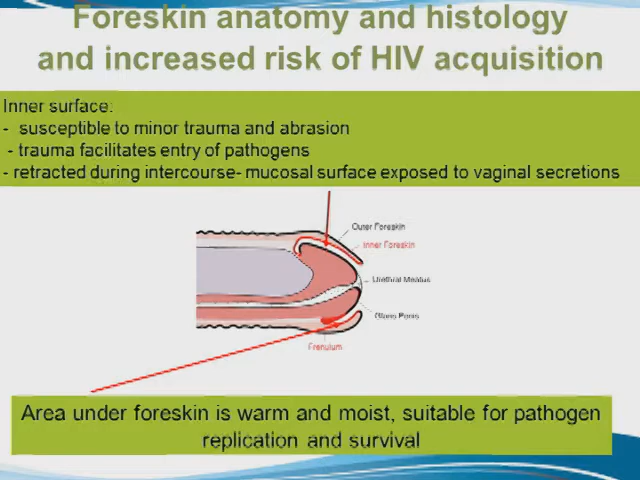 Foreskin anatomy and histology
and increased risk of HIV acquisition
Inner surface:
- susceptible to minor trauma and abrasion
- trauma facilitates entry of pathogens
- retracted during intercourse- mucosal surface exposed to vaginal secretions
Outer Foreskin
Inner Foreskin
Urethral Meatus
Glans Penis
Frenulum
Area under foreskin is warm and moist, suitable for pathogen
replication and survival